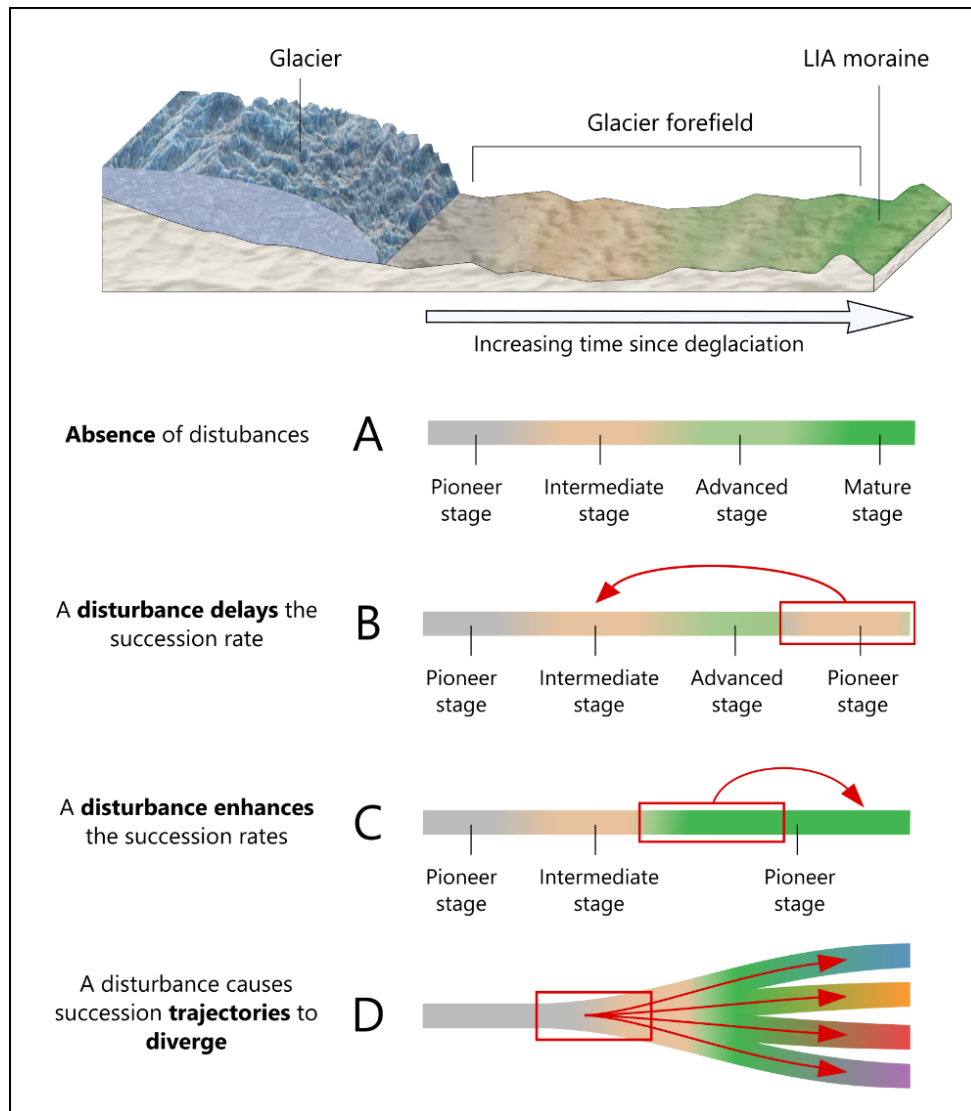 Glacier
LIA moraine
Glacier forefield
Increasing time since deglaciation
Absence of distubances
A
Pioneer
stage
Intermediate
stage
Advanced
stage
Mature
stage
A disturbance delays the
succession rate
B
Pioneer
stage
Intermediate
stage
Advanced
stage
Pioneer
stage
A disturbance enhances
the succession rates
C
Pioneer
stage
Intermediate
stage
Pioneer
stage
A disturbance causes
succession trajectories to
diverge
D